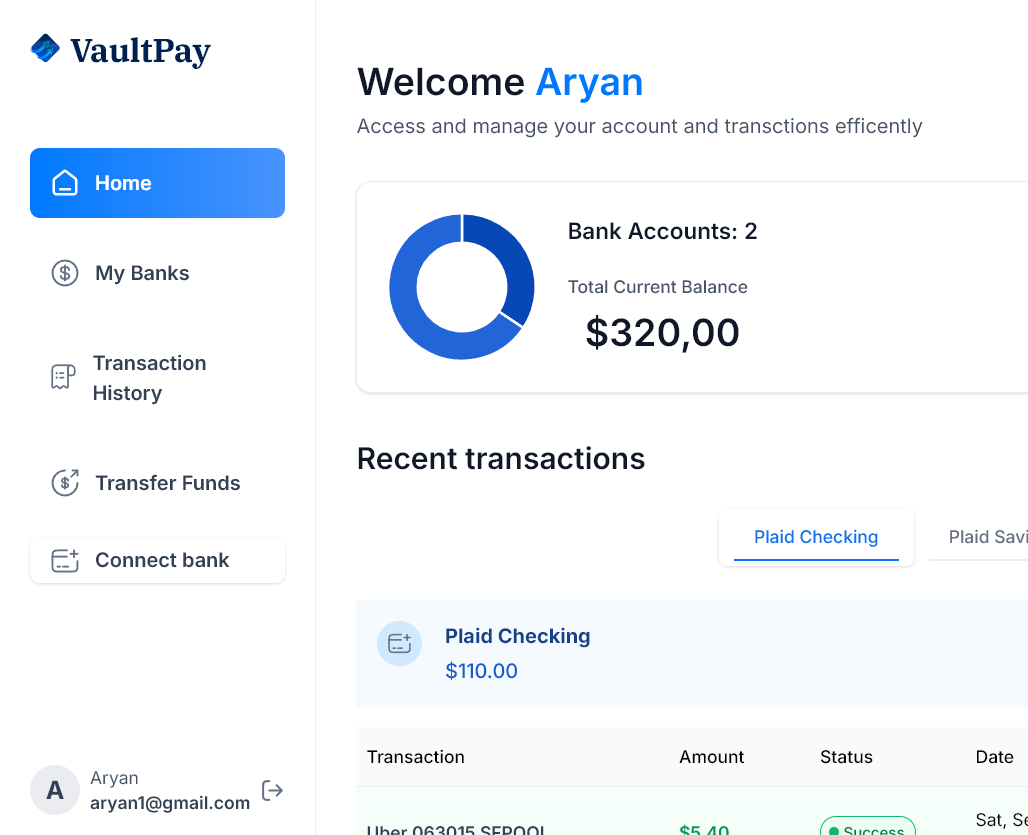 VaultPay
Home
My Banks
Transaction
History
Transfer Funds
Connect bank
A
Aryan
aryan1@gmail.com
Welcome Aryan
Access and manage your account and transctions efficently
Bank Accounts: 2
Total Current Balance
$320,00
Recent transactions
Plaid Checking
Plaid Savi
Plaid Checking
$110.00
Transaction Amount Status Date
Sat, Se
Uber 063015 SFPOOL $5.40 Success